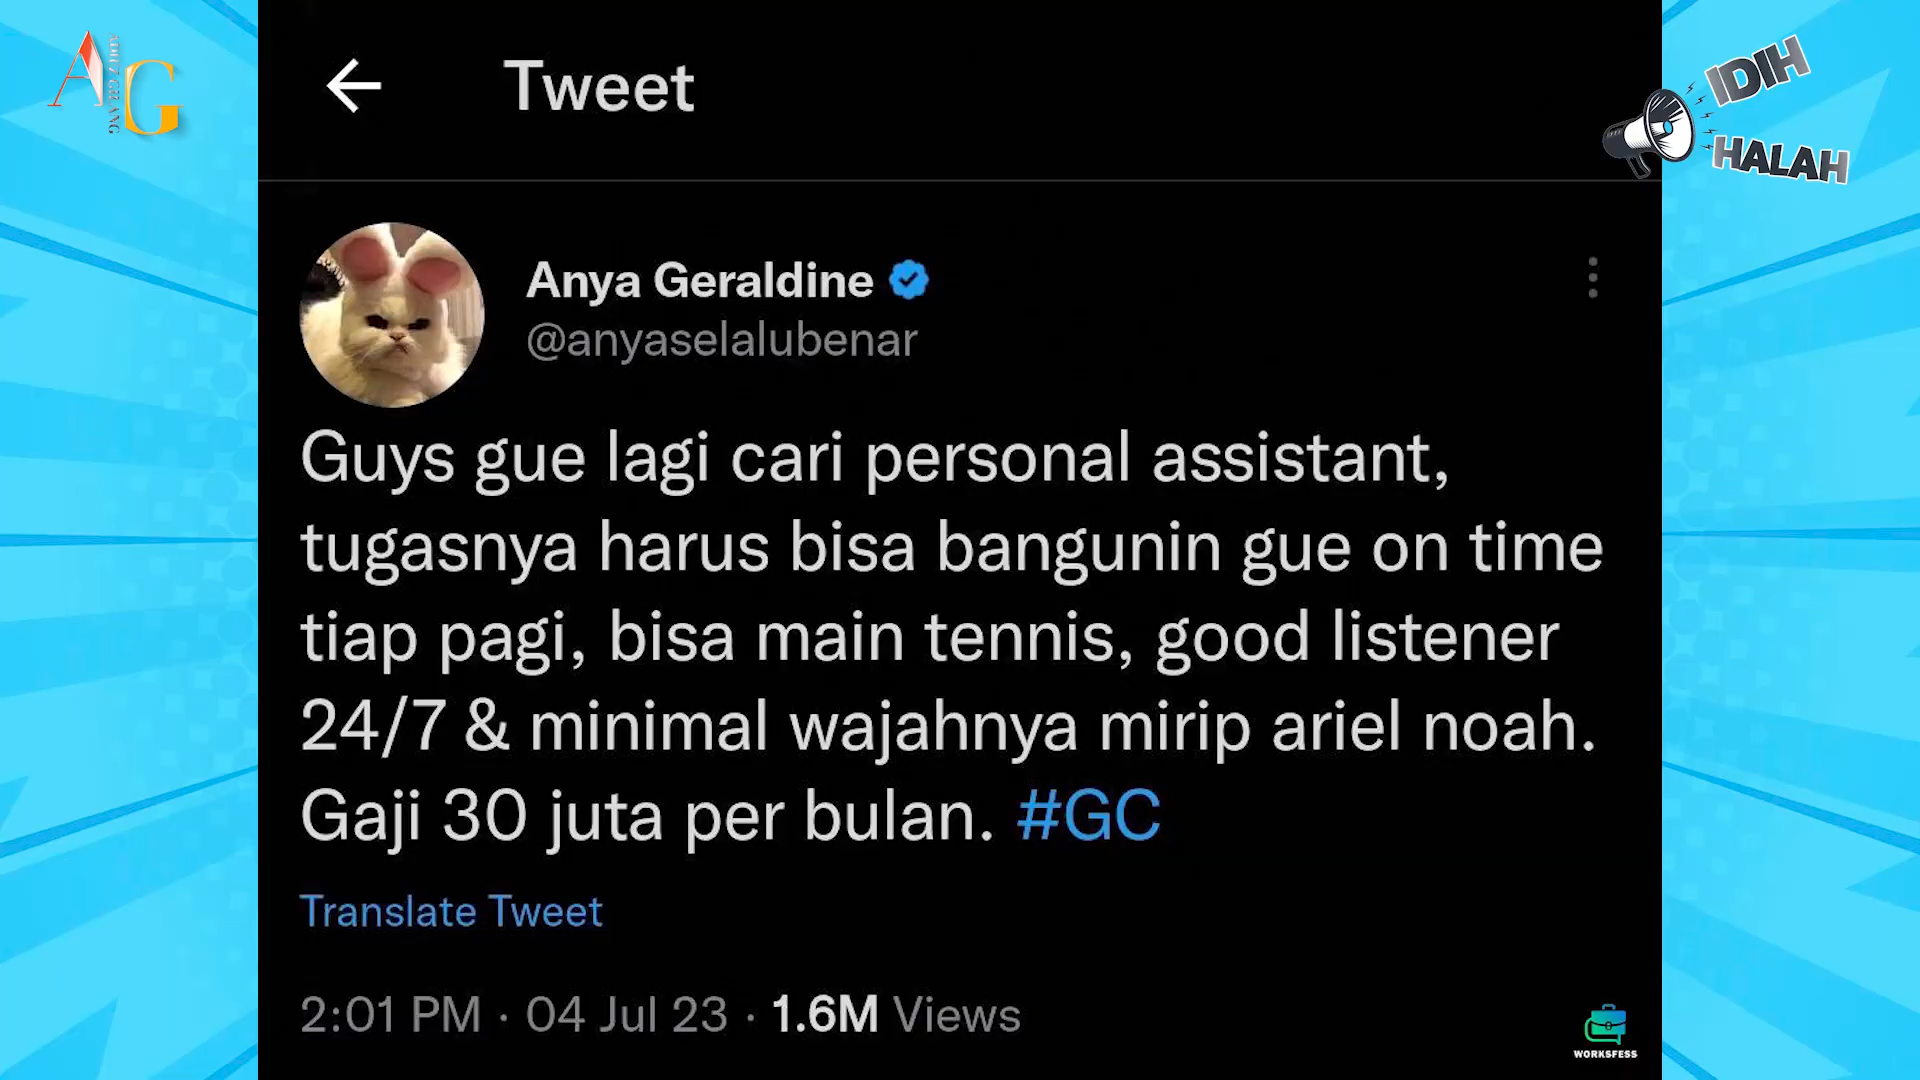 AG
IDIH
HALAH
Tweet
Anya Geraldine
@anyaselalubenar
Guys gue lagi cari personal assistant,
tugasnya harus bisa bangunin gue on time
tiap pagi, bisa main tennis, good listener
24/7 & minimal wajahnya mirip ariel noah.
Gaji 30 juta per bulan. #GC
Translate Tweet
2:01 PM · 04 Jul 23 · 1.6M Views
WORKSFESS